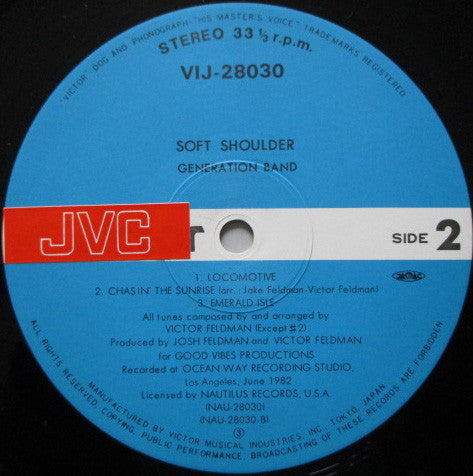 "VICTOR" DOG AND PHONOGRAPH·"HIS MASTER'S VOICE" TRADEMARKS REGISTERED
STEREO 33 1/3 r.p.m.
VIJ-28030
SOFT SHOULDER
GENERATION BAND
JVC
SIDE 2
1. LOCOMOTIVE
2. CHASIN' THE SUNRISE (arr.: Jake Feldman-Victor Feldman)
3. EMERALD ISLE
All tunes composed by and arranged by
VICTOR FELDMAN (Except #2)
Produced by JOSH FELDMAN and VICTOR FELDMAN
for GOOD VIBES PRODUCTIONS
Recorded at OCEAN WAY RECORDING STUDIO,
Los Angeles, June 1982
Licensed by NAUTILUS RECORDS, U.S.A.
(NAU-28030)
(NAU-28030-B)
③
MANUFACTURED BY VICTOR MUSICAL INDUSTRIES, INC. TOKYO, JAPAN
ALL RIGHTS RESERVED. COPYING, PUBLIC PERFORMANCE, BROADCASTING OF THESE RECORDS ARE FORBIDDEN